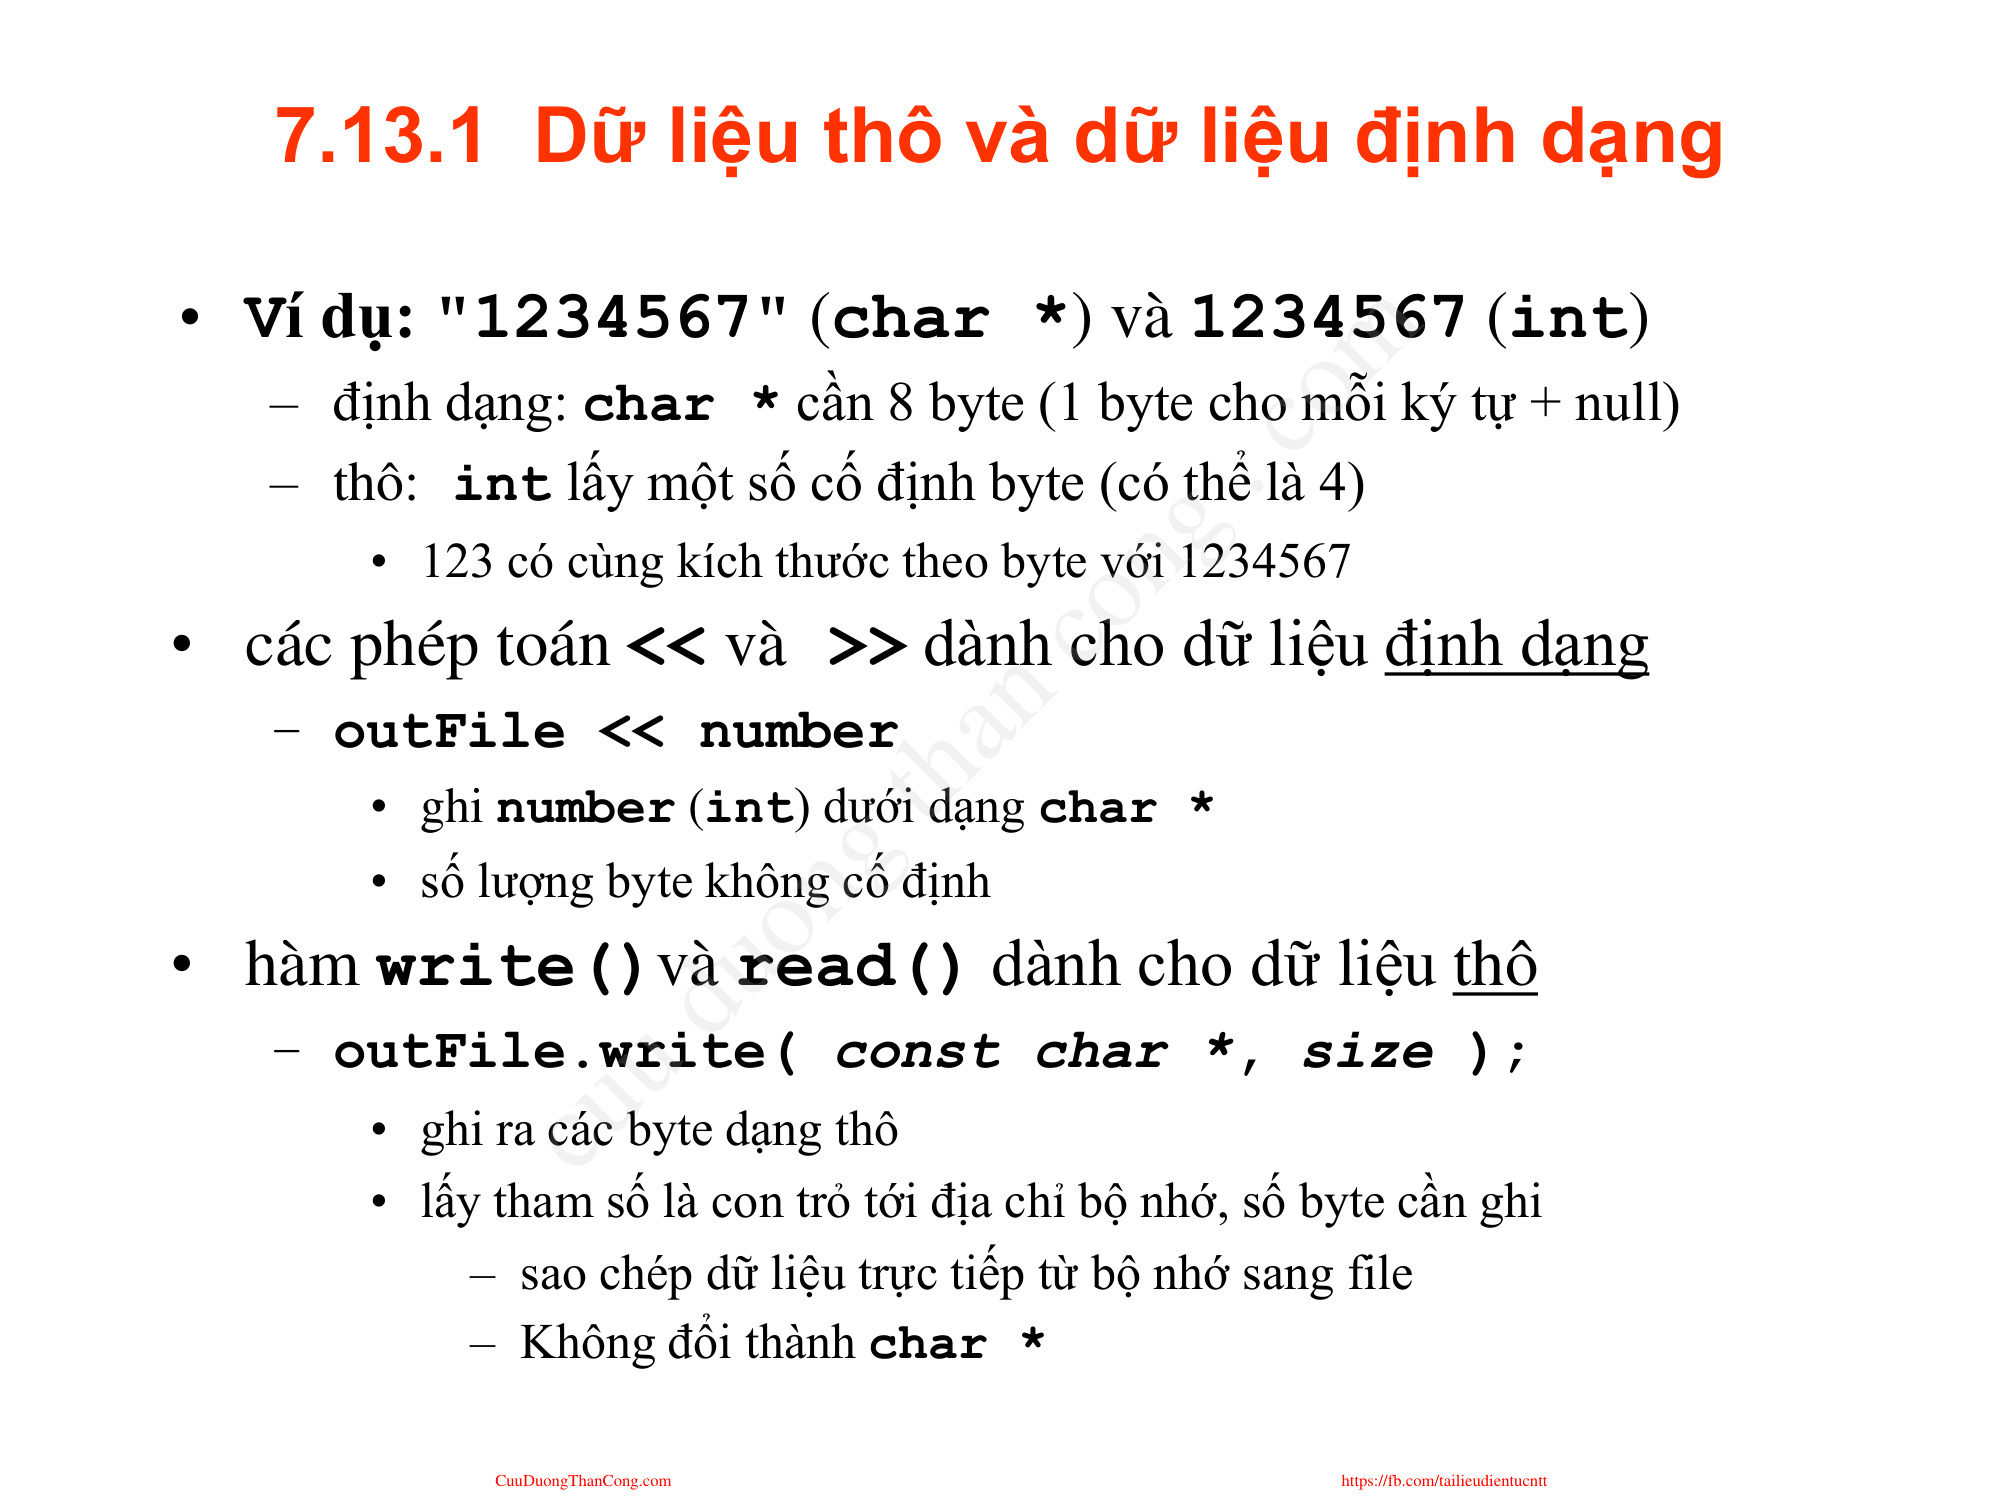 7.13.1 Dữ liệu thô và dữ liệu định dạng
• Ví dụ: "1234567" (char *) và 1234567 (int)
– định dạng: char * cần 8 byte (1 byte cho mỗi ký tự + null)
– thô: int lấy một số cố định byte (có thể là 4)
• 123 có cùng kích thước theo byte với 1234567
• các phép toán << và >> dành cho dữ liệu định dạng
– outFile << number
• ghi number (int) dưới dạng char *
• số lượng byte không cố định
• hàm write() và read() dành cho dữ liệu thô
– outFile.write( const char *, size );
• ghi ra các byte dạng thô
• lấy tham số là con trỏ tới địa chỉ bộ nhớ, số byte cần ghi
– sao chép dữ liệu trực tiếp từ bộ nhớ sang file
– Không đổi thành char *
cuu duong than cong . com
CuuDuongThanCong.com
https://fb.com/tailieudientucntt